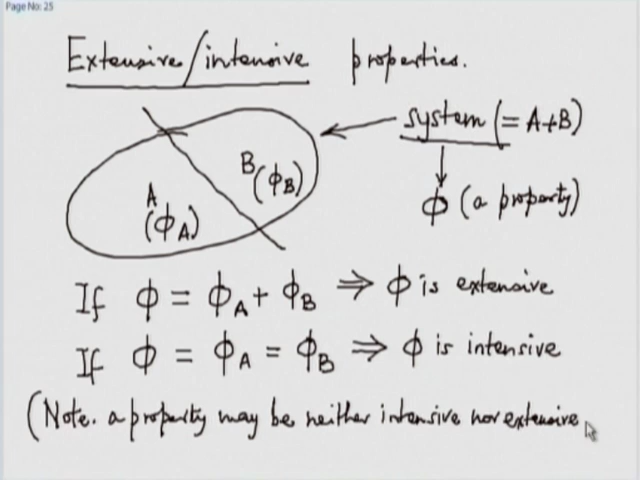 Page No: 25
Extensive/intensive properties.
system (= A+B)
B
(ϕB)
A
(ϕA)
ϕ (a property)
If ϕ = ϕA + ϕB ⇒ ϕ is extensive
If ϕ = ϕA = ϕB ⇒ ϕ is intensive
(Note. a property may be neither intensive nor extensive